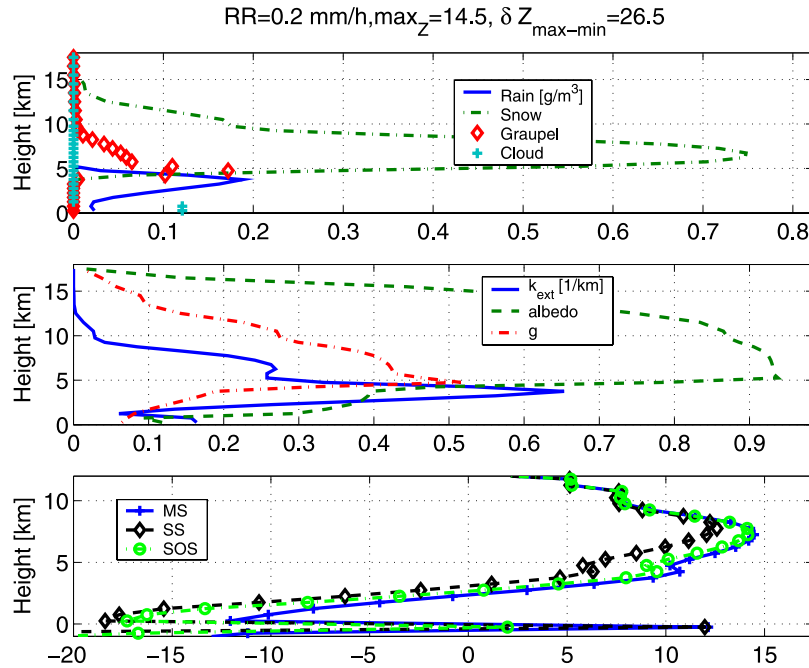 RR=0.2 mm/h,max_Z=14.5, δ Z_max−min=26.5
Height [km]
15
10
5
0
Rain [g/m^3]
Snow
Graupel
Cloud
0 0.1 0.2 0.3 0.4 0.5 0.6 0.7 0.8
Height [km]
15
10
5
0
k_ext [1/km]
albedo
g
0 0.1 0.2 0.3 0.4 0.5 0.6 0.7 0.8 0.9
Height [km]
10
5
0
MS
SS
SOS
−20 −15 −10 −5 0 5 10 15